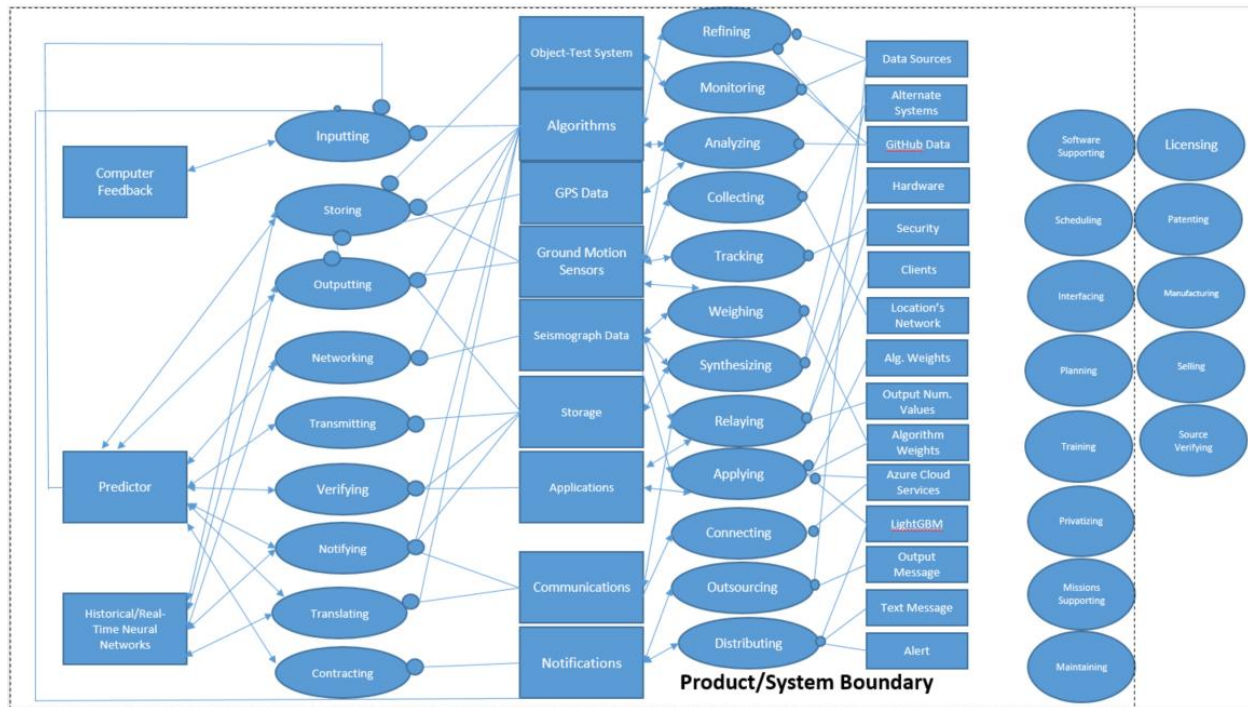 Computer
Feedback
Predictor
Historical/Real-
Time Neural
Networks
Inputting
Storing
Outputting
Networking
Transmitting
Verifying
Notifying
Translating
Contracting
Object-Test System
Algorithms
GPS Data
Ground Motion
Sensors
Seismograph Data
Storage
Applications
Communications
Notifications
Refining
Monitoring
Analyzing
Collecting
Tracking
Weighing
Synthesizing
Relaying
Applying
Connecting
Outsourcing
Distributing
Data Sources
Alternate
Systems
GitHub Data
Hardware
Security
Clients
Location's
Network
Alg. Weights
Output Num.
Values
Algorithm
Weights
Azure Cloud
Services
LightGBM
Output
Message
Text Message
Alert
Product/System Boundary
Software
Supporting
Scheduling
Interfacing
Planning
Training
Privatizing
Missions
Supporting
Maintaining
Licensing
Patenting
Manufacturing
Selling
Source
Verifying